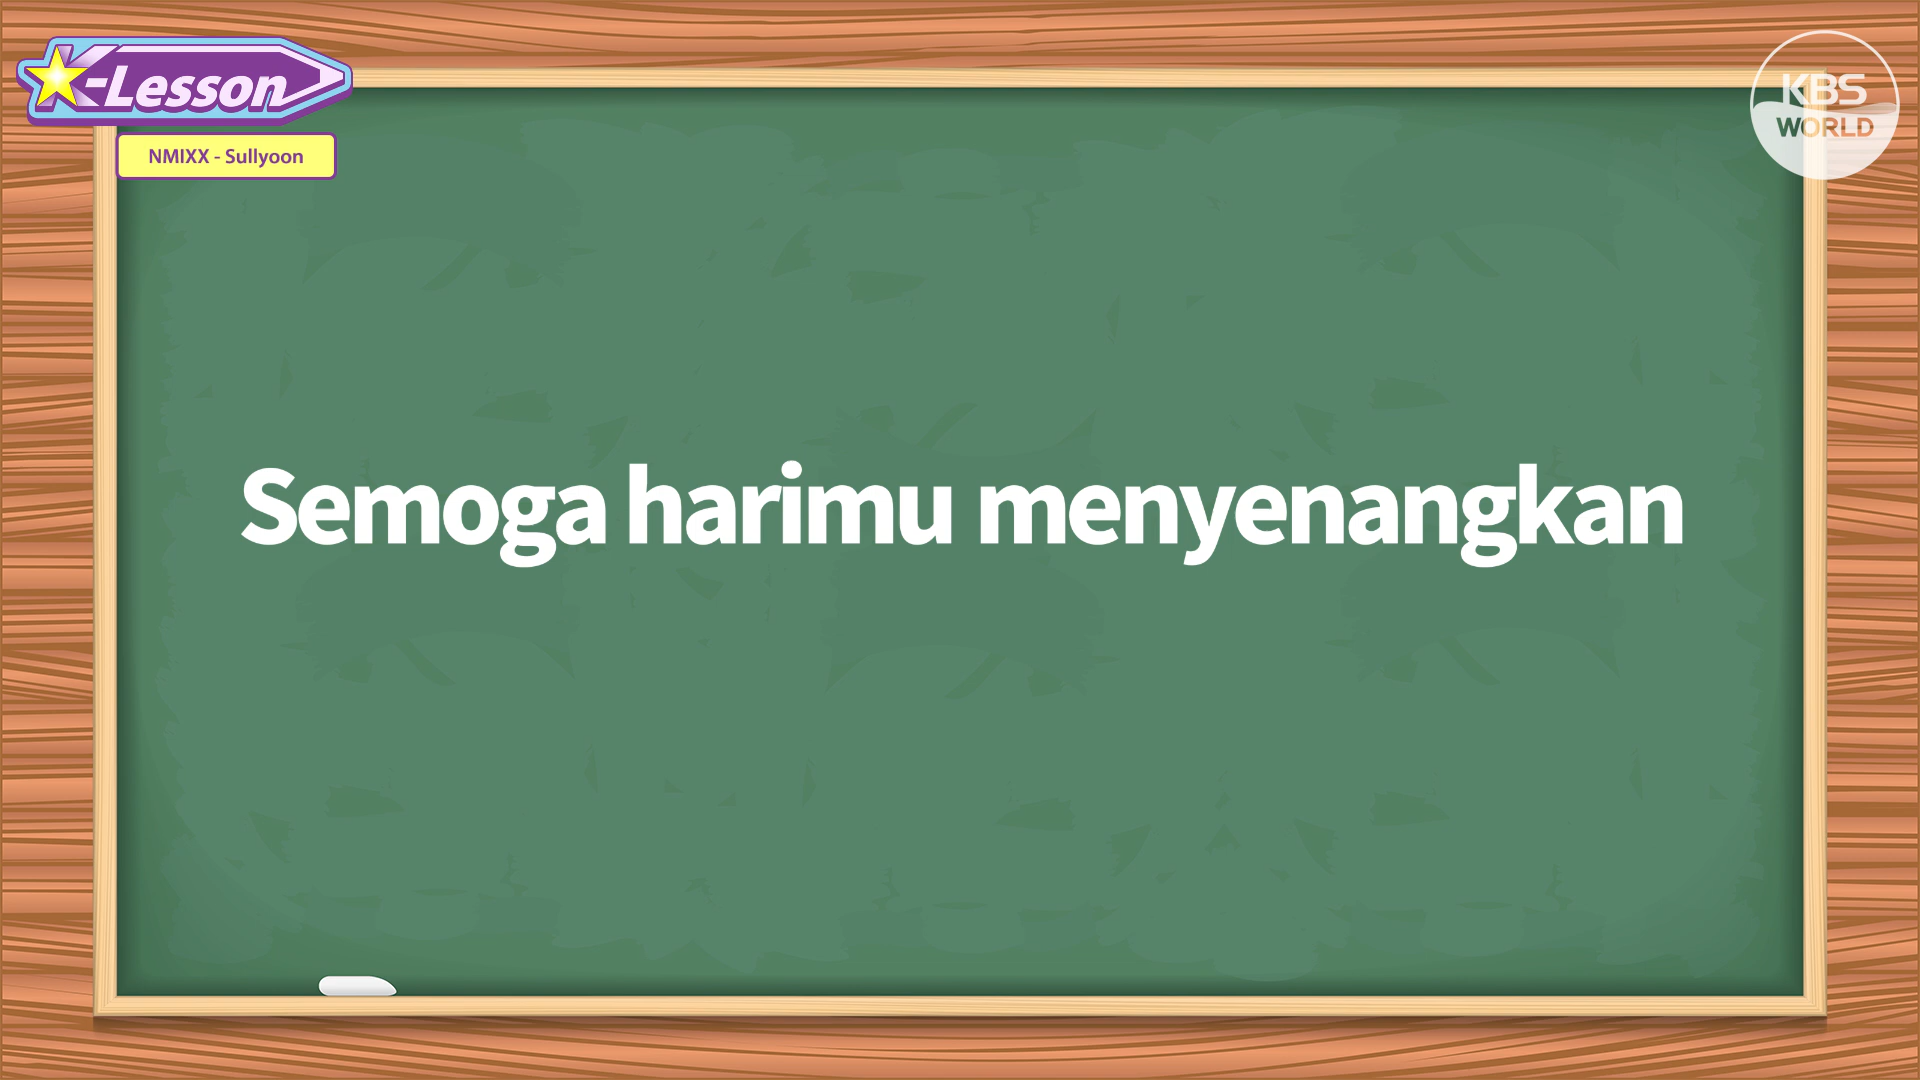 K-Lesson
KBS
WORLD
NMIXX - Sullyoon
Semoga harimu menyenangkan